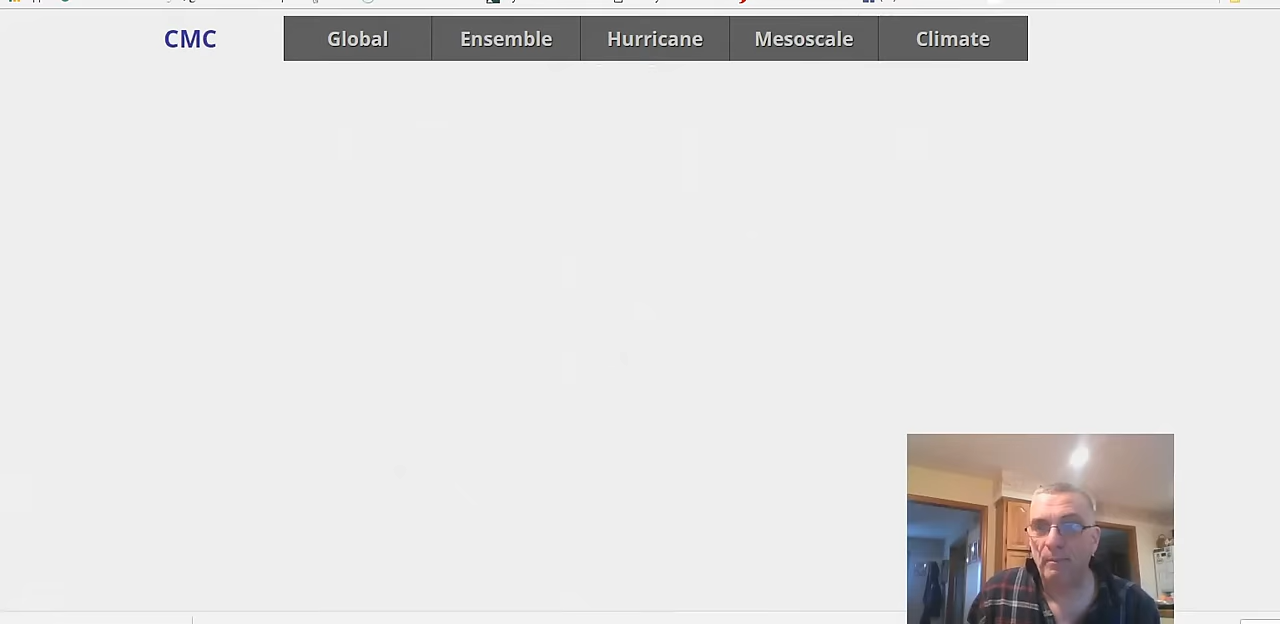 CMC
Global
Ensemble
Hurricane
Mesoscale
Climate